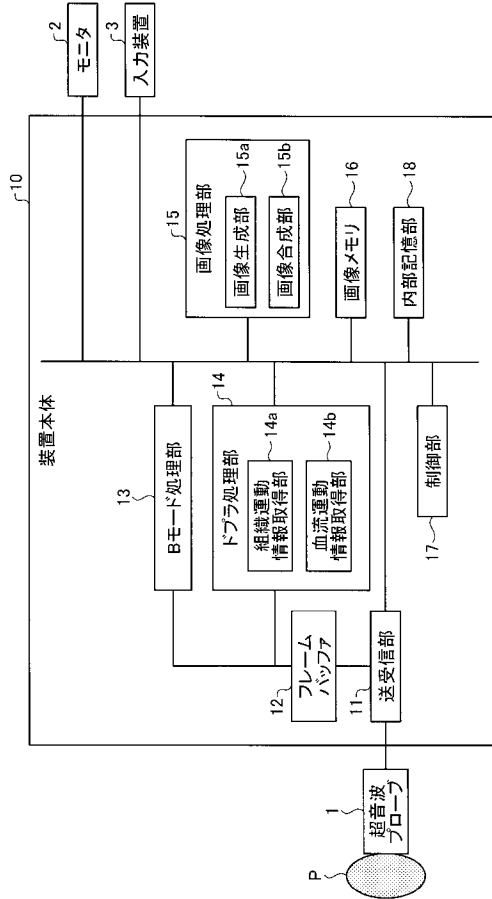 10
2
モニタ
3
入力装置
装置本体
15
画像処理部
15a
画像生成部
15b
画像合成部
16
画像メモリ
18
内部記憶部
13
Bモード処理部
14
ドプラ処理部
14a
組織運動
情報取得部
14b
血流運動
情報取得部
17
制御部
12
フレーム
バッファ
11
送受信部
1
超音波
プローブ
P